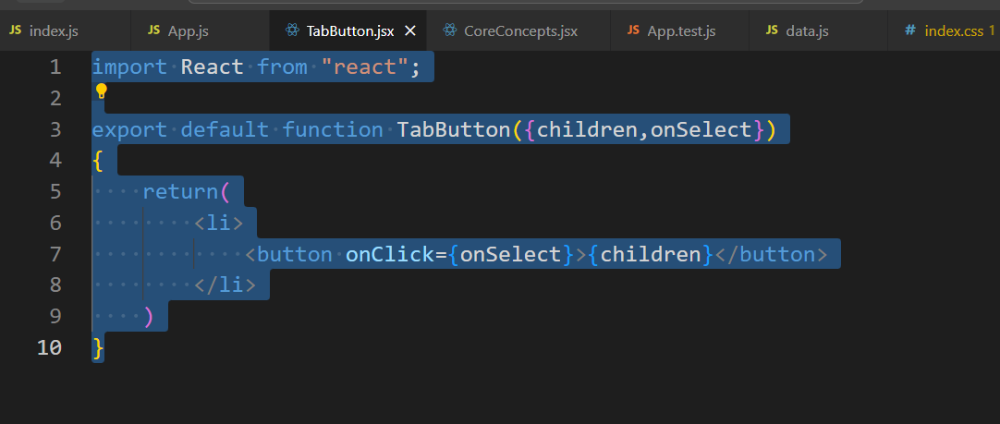 JS index.js JS App.js TabButton.jsx CoreConcepts.jsx JS App.test.js JS data.js # index.css 1
1 import React from "react";
2
3 export default function TabButton({children,onSelect})
4 {
5     return(
6         <li>
7             <button onClick={onSelect}>{children}</button>
8         </li>
9     )
10 }